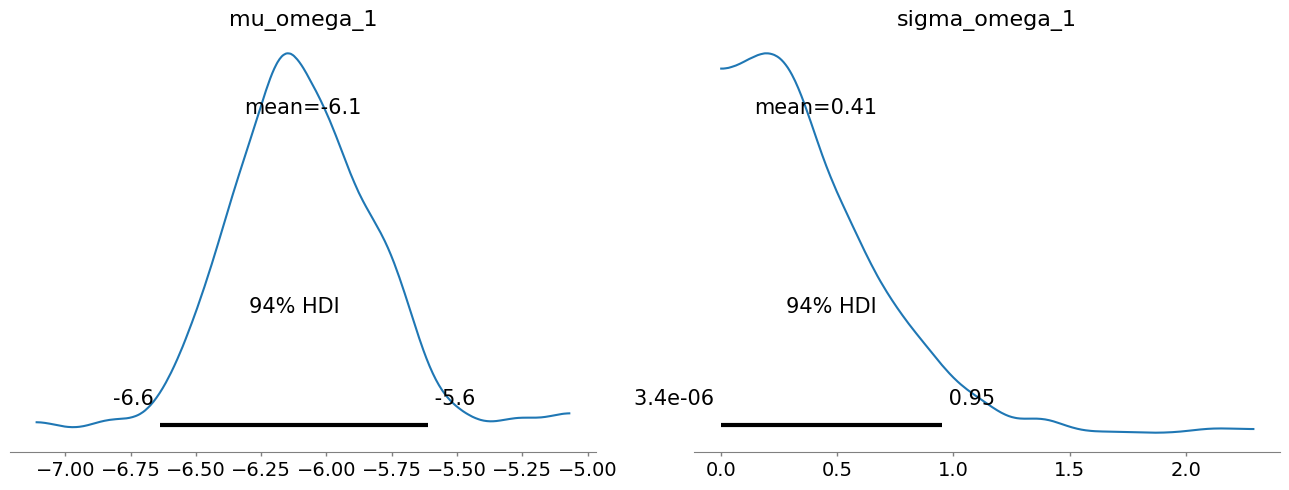 mu_omega_1
mean=-6.1
94% HDI
-6.6
-5.6
−7.00 −6.75 −6.50 −6.25 −6.00 −5.75 −5.50 −5.25 −5.00
sigma_omega_1
mean=0.41
94% HDI
3.4e-06
0.95
0.0 0.5 1.0 1.5 2.0